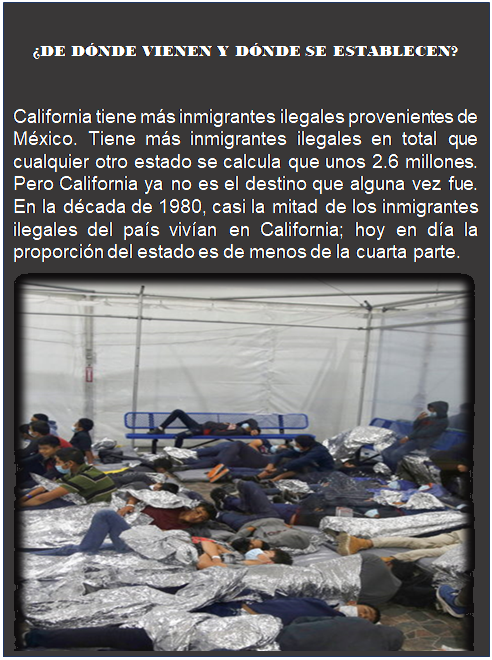 ¿DE DÓNDE VIENEN Y DÓNDE SE ESTABLECEN?
California tiene más inmigrantes ilegales provenientes de
México. Tiene más inmigrantes ilegales en total que
cualquier otro estado se calcula que unos 2.6 millones.
Pero California ya no es el destino que alguna vez fue.
En la década de 1980, casi la mitad de los inmigrantes
ilegales del país vivían en California; hoy en día la
proporción del estado es de menos de la cuarta parte.